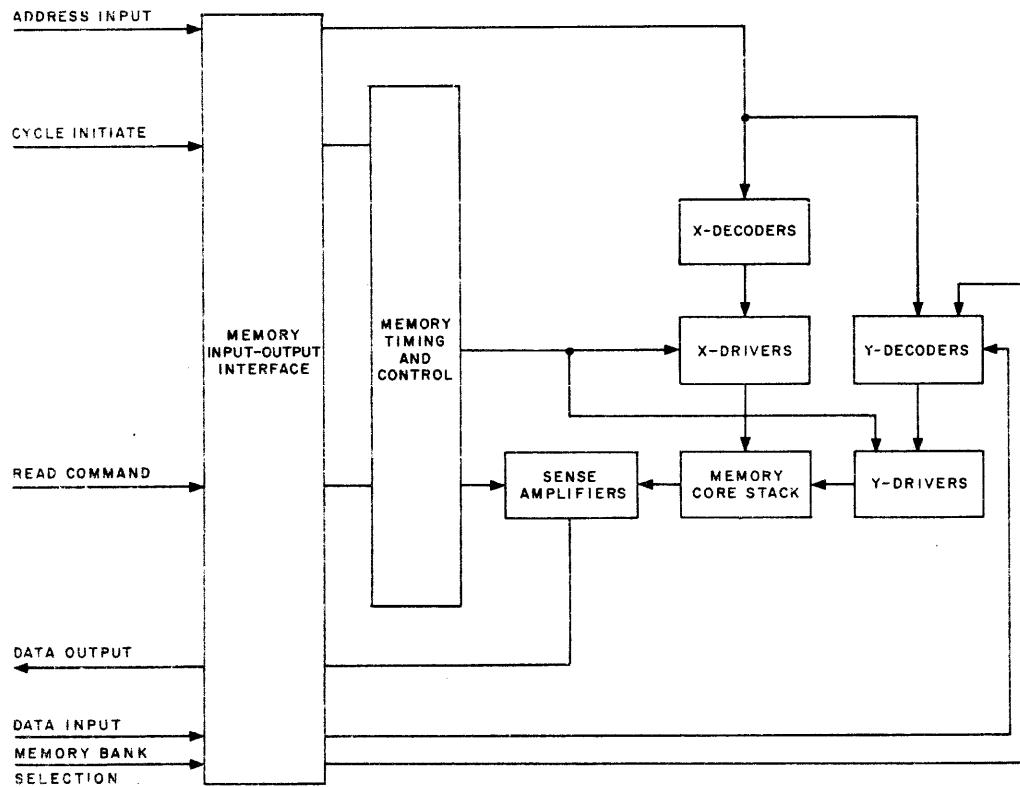 ADDRESS INPUT
CYCLE INITIATE
X-DECODERS
MEMORY
INPUT-OUTPUT
INTERFACE
MEMORY
TIMING
AND
CONTROL
X-DRIVERS
Y-DECODERS
READ COMMAND
SENSE
AMPLIFIERS
MEMORY
CORE STACK
Y-DRIVERS
DATA OUTPUT
DATA INPUT
MEMORY BANK
SELECTION